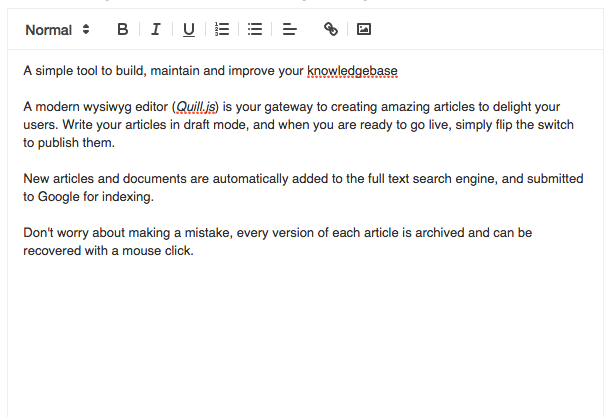 Normal B I U
A simple tool to build, maintain and improve your knowledgebase
A modern wysiwyg editor (Quill.js) is your gateway to creating amazing articles to delight your
users. Write your articles in draft mode, and when you are ready to go live, simply flip the switch
to publish them.
New articles and documents are automatically added to the full text search engine, and submitted
to Google for indexing.
Don't worry about making a mistake, every version of each article is archived and can be
recovered with a mouse click.